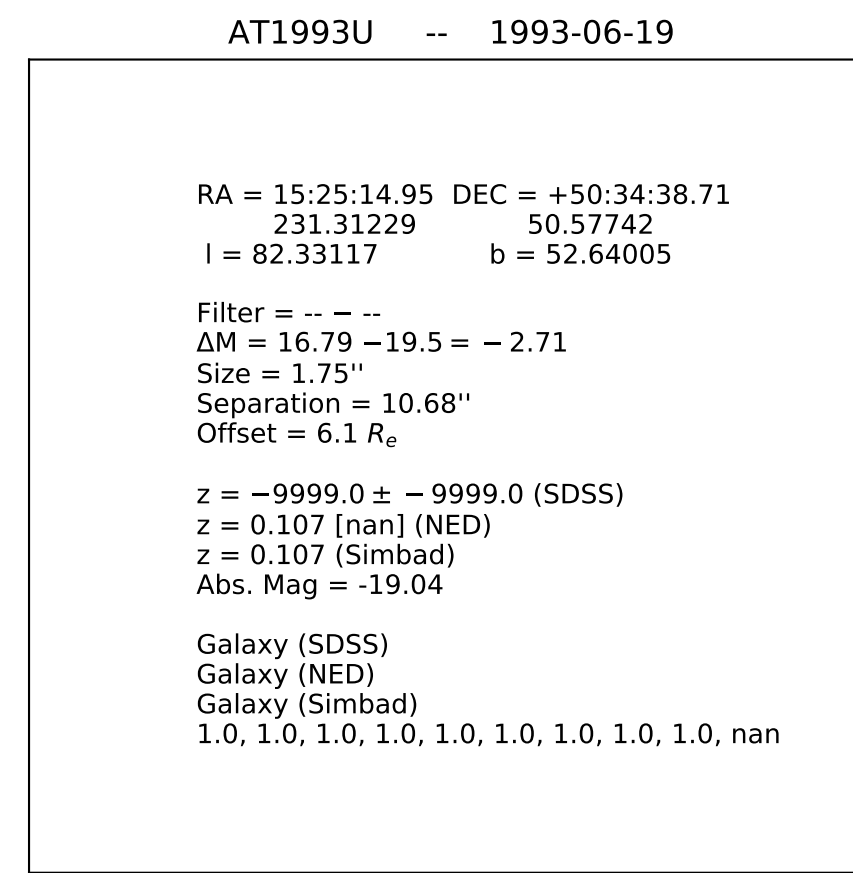 AT1993U -- 1993-06-19
RA = 15:25:14.95 DEC = +50:34:38.71
231.31229 50.57742
l = 82.33117 b = 52.64005
Filter = -- − --
ΔM = 16.79 −19.5 = −2.71
Size = 1.75''
Separation = 10.68''
Offset = 6.1 Rₑ
z = −9999.0 ± −9999.0 (SDSS)
z = 0.107 [nan] (NED)
z = 0.107 (Simbad)
Abs. Mag = -19.04
Galaxy (SDSS)
Galaxy (NED)
Galaxy (Simbad)
1.0, 1.0, 1.0, 1.0, 1.0, 1.0, 1.0, 1.0, 1.0, nan